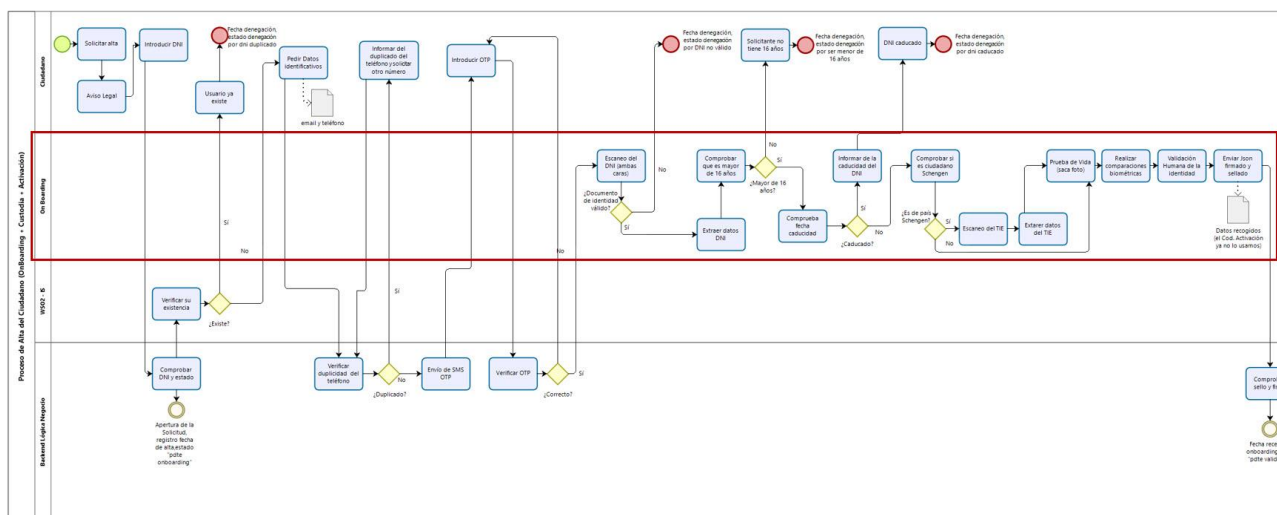 Proceso de Alta del Ciudadano (OnBoarding + Custodia + Activación)
Ciudadano
Solicitar alta
Aviso Legal
Introducir DNI
Fecha denegación,
estado denegación
por dni duplicado
Usuario ya
existe
Pedir Datos
identificativos
email y teléfono
Informar del
duplicado del
teléfono y solicitar
otro número
Introducir OTP
Fecha denegación,
estado denegación
por DNI no válido
Solicitante no
tiene 16 años
Fecha denegación,
estado denegación
por ser menor de
16 años
DNI caducado
Fecha denegación,
estado denegación
por dni caducado
On Boarding
Escaneo del
DNI (ambas
caras)
¿Documento
de identidad
válido?
No
Sí
Extraer datos
DNI
Comprobar
que es mayor
de 16 años
No
Sí
¿Mayor de 16
años?
Comprueba
fecha
caducidad
Informar de la
caducidad del
DNI
Sí
No
¿Caducado?
Comprobar si
es ciudadano
Schengen
¿Es de país
Schengen?
Sí
No
Escaneo del TIE
Extarer datos
del TIE
Prueba de Vida
(saca foto)
Realizar
comparaciones
biométricas
Validación
Humana de la
identidad
Enviar Json
firmado y
sellado
Datos recogidos
(el Cod. Activación
ya no lo usamos)
WSO2 - IS
Verificar su
existencia
¿Existe?
Sí
No
Sí
Backend Lógica Negocio
Comprobar
DNI y estado
Apertura de la
Solicitud,
registro fecha
de alta,estado
"pdte
onboarding"
Verificar
duplicidad del
teléfono
¿Duplicado?
No
Envío de SMS
OTP
Verificar OTP
¿Correcto?
No
Sí
Comprob
sello y R
Fecha rece
onboarding
"pdte valid